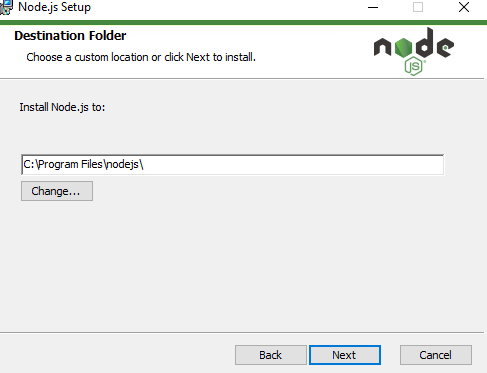 Node.js Setup
Destination Folder
Choose a custom location or click Next to install.
node
JS
Install Node.js to:
C:\Program Files\nodejs\
Change...
Back
Next
Cancel